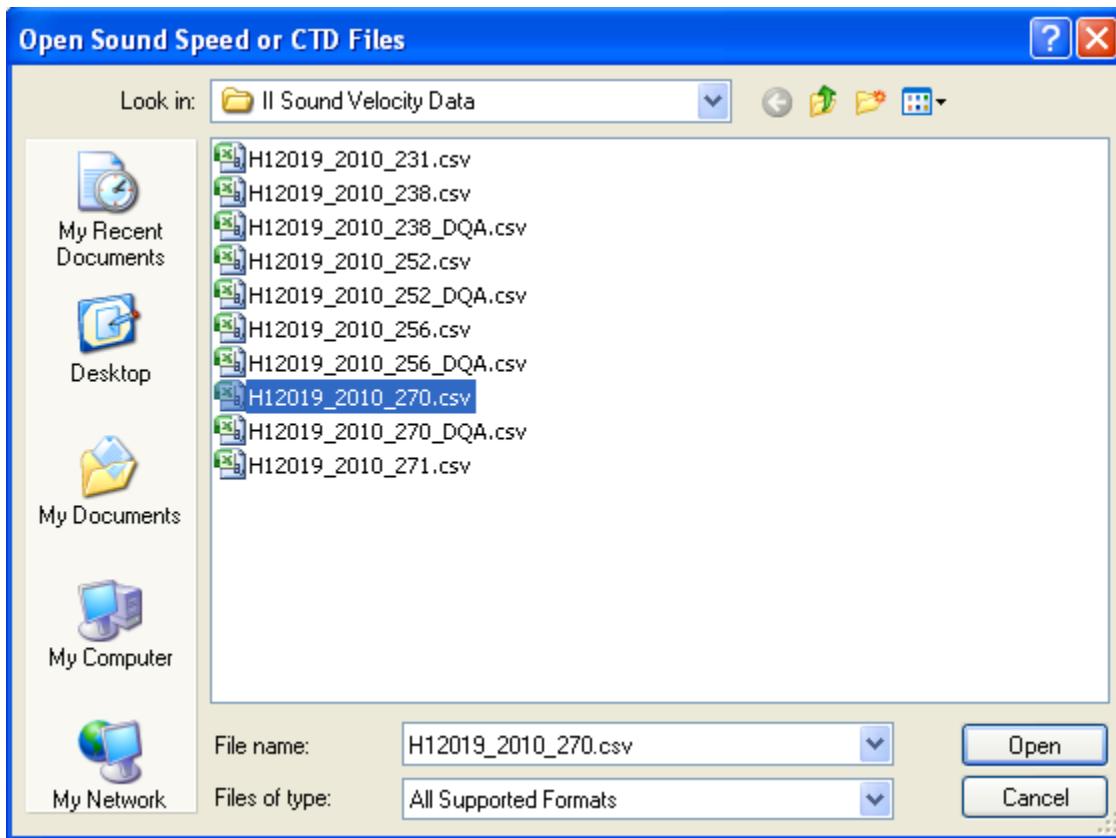 Open Sound Speed or CTD Files
Look in:
II Sound Velocity Data
My Recent
Documents
Desktop
My Documents
My Computer
My Network
H12019_2010_231.csv
H12019_2010_238.csv
H12019_2010_238_DQA.csv
H12019_2010_252.csv
H12019_2010_252_DQA.csv
H12019_2010_256.csv
H12019_2010_256_DQA.csv
H12019_2010_270.csv
H12019_2010_270_DQA.csv
H12019_2010_271.csv
File name:
H12019_2010_270.csv
Open
Files of type:
All Supported Formats
Cancel